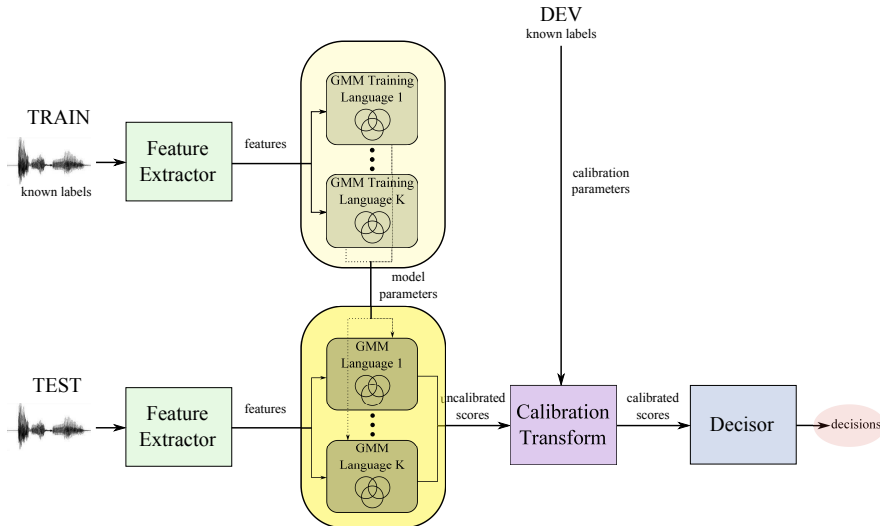 DEV
known labels
GMM Training
Language 1
TRAIN
Feature
Extractor
features
known labels
GMM Training
Language K
calibration
parameters
model
parameters
GMM
Language 1
TEST
Feature
Extractor
features
uncalibrated
scores
Calibration
Transform
calibrated
scores
Decisor
decisions
GMM
Language K